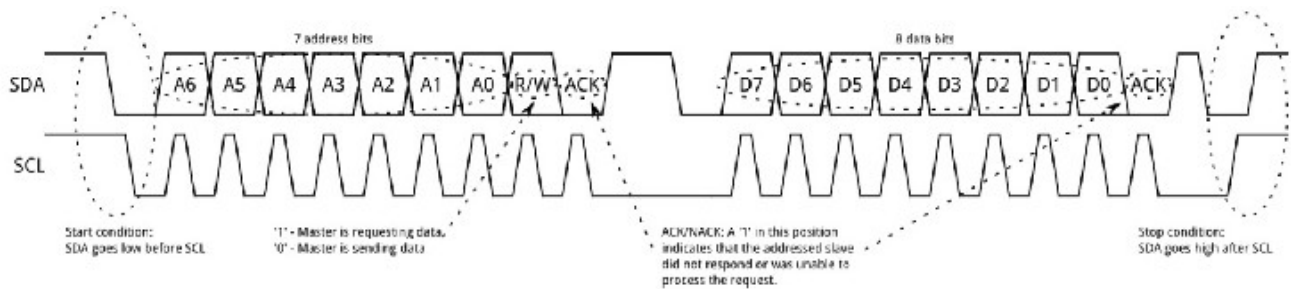 7 address bits
8 data bits
SDA
A6 A5 A4 A3 A2 A1 A0 R/W ACK
D7 D6 D5 D4 D3 D2 D1 D0 ACK
SCL
Start condition:
SDA goes low before SCL
'1' - Master is requesting data.
'0' - Master is sending data
ACK/NACK: A '1' in this position
indicates that the addressed slave
did not respond or was unable to
process the request.
Stop condition:
SDA goes high after SCL